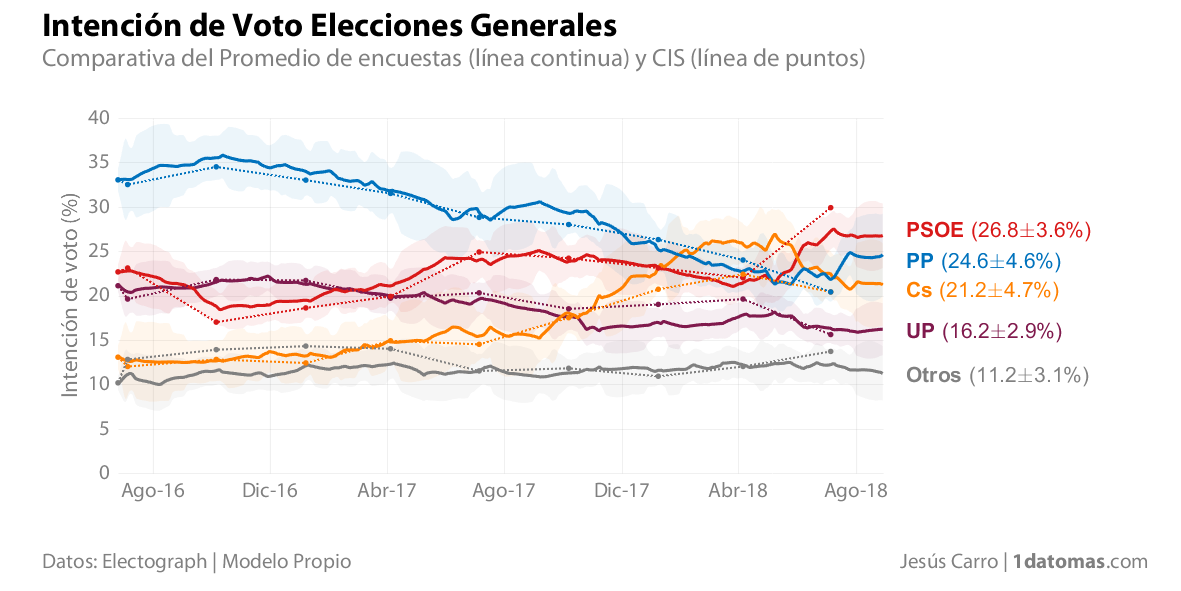 Intención de Voto Elecciones Generales
Comparativa del Promedio de encuestas (línea continua) y CIS (línea de puntos)
Intención de voto (%)
40
35
30
25
20
15
10
5
0
Ago-16 Dic-16 Abr-17 Ago-17 Dic-17 Abr-18 Ago-18
PSOE (26.8±3.6%)
PP (24.6±4.6%)
Cs (21.2±4.7%)
UP (16.2±2.9%)
Otros (11.2±3.1%)
Datos: Electograph | Modelo Propio
Jesús Carro | 1datomas.com